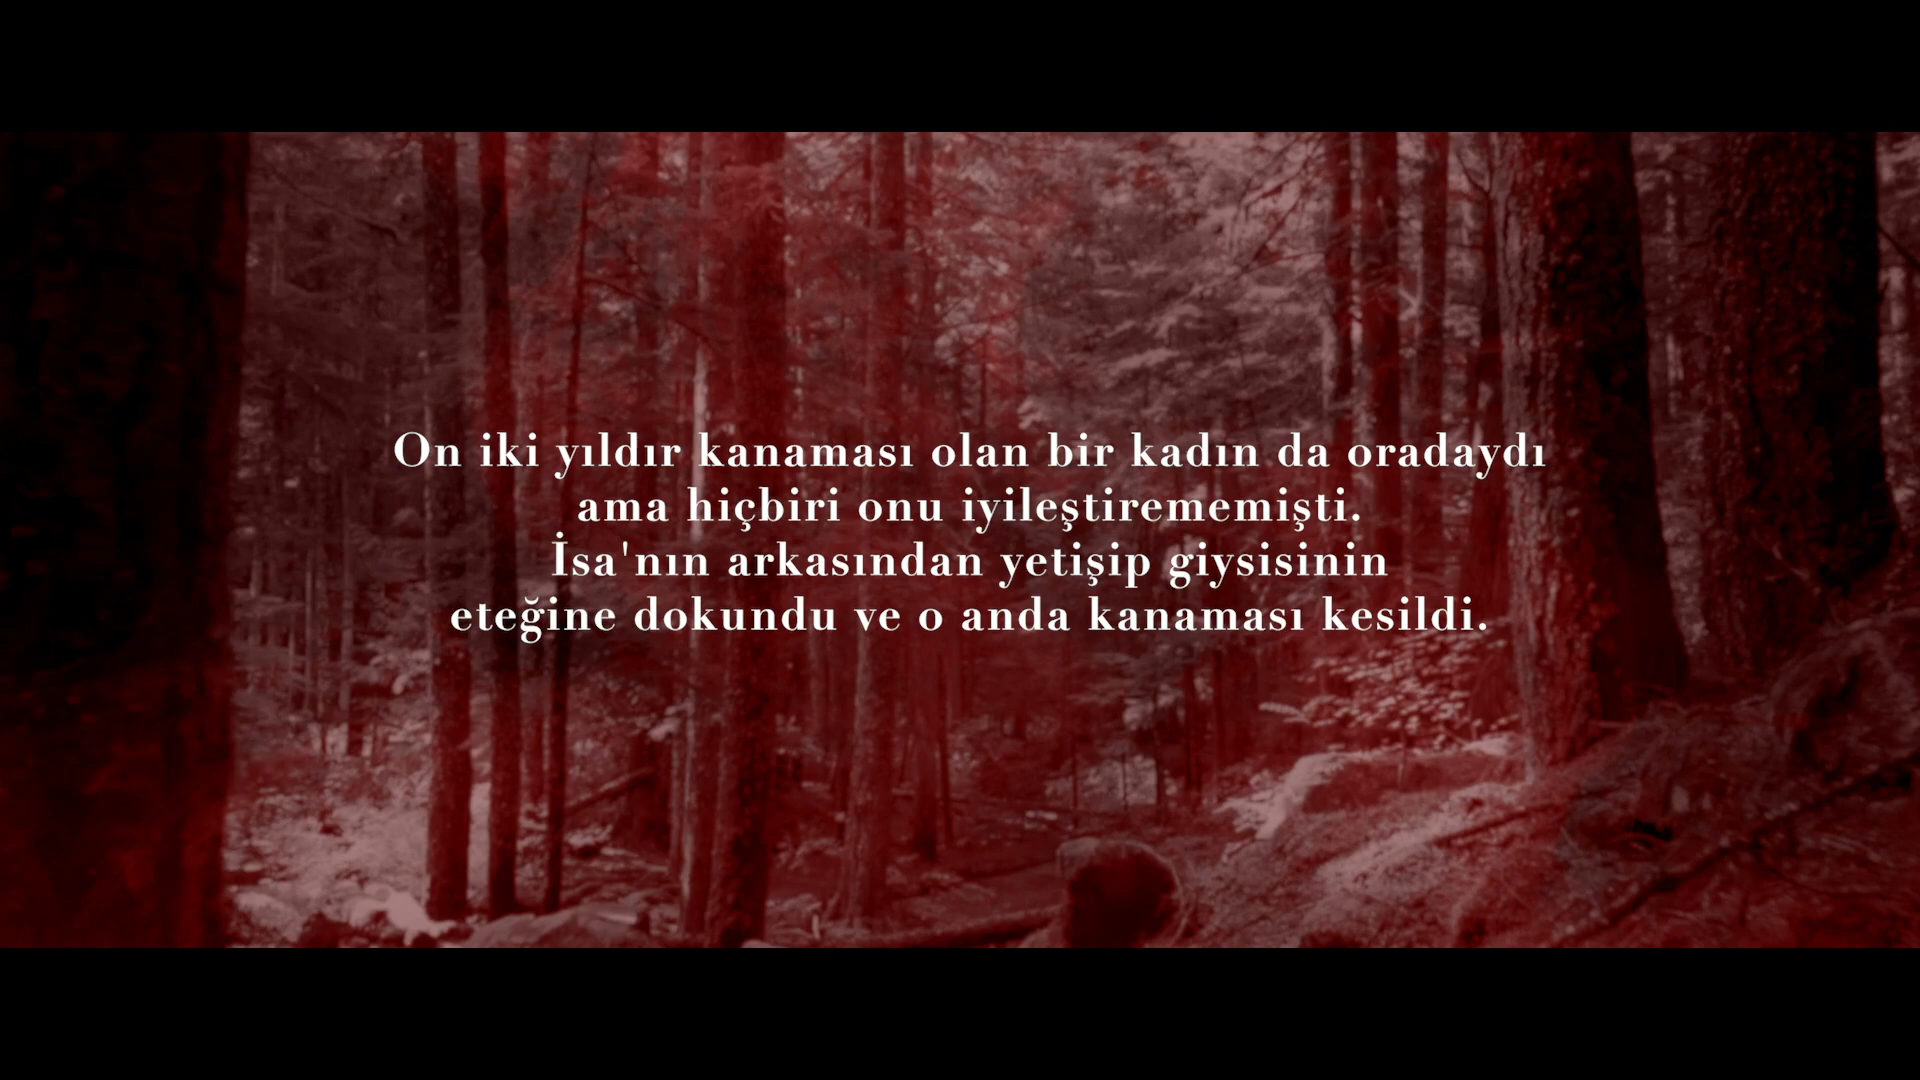 On iki yıldır kanaması olan bir kadın da oradaydı
ama hiçbiri onu iyileştirememişti.
İsa'nın arkasından yetişip giysisinin
eteğine dokundu ve o anda kanaması kesildi.